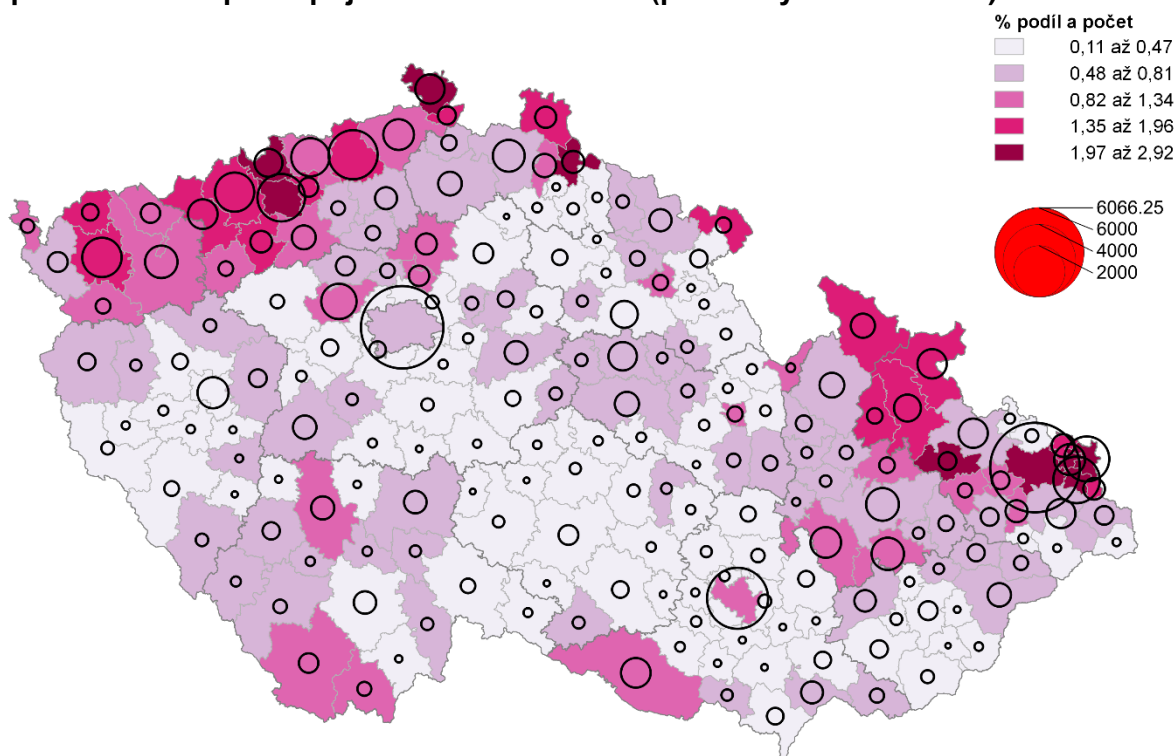 % podíl a počet
0,11 až 0,47
0,48 až 0,81
0,82 až 1,34
1,35 až 1,96
1,97 až 2,92
6066.25
6000
4000
2000